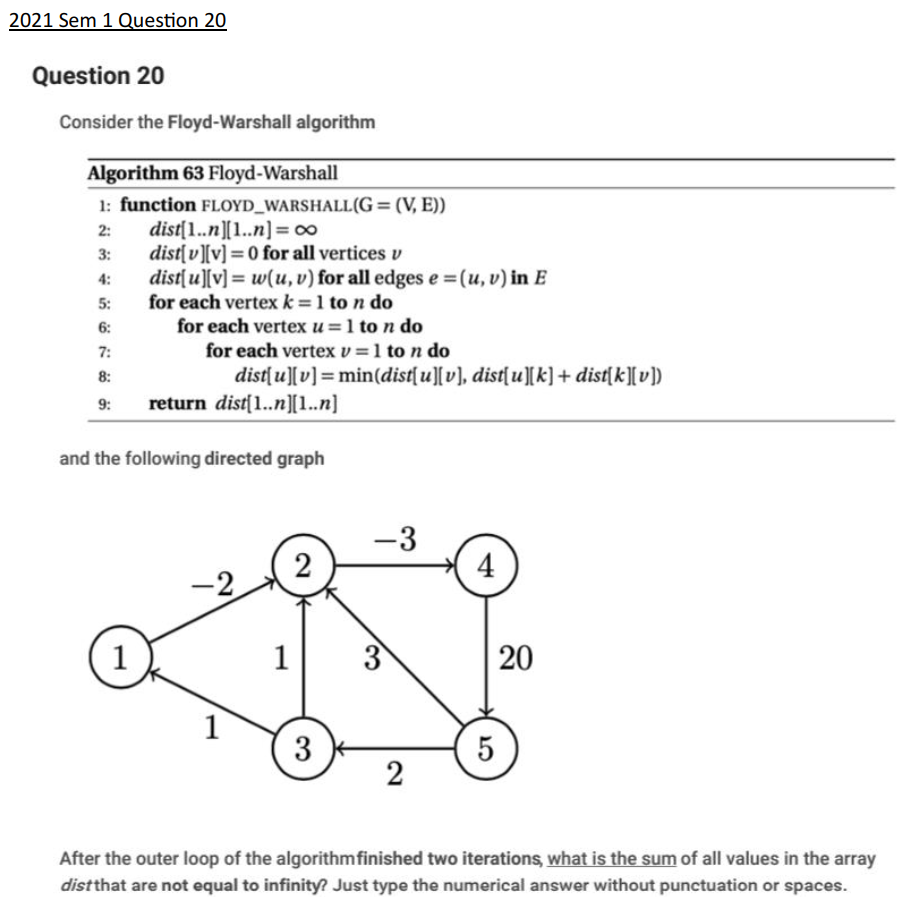 2021 Sem 1 Question 20
Question 20
Consider the Floyd-Warshall algorithm
Algorithm 63 Floyd-Warshall
1: function FLOYD_WARSHALL(G = (V, E))
2: dist[1..n][1..n] = ∞
3: dist[v][v] = 0 for all vertices v
4: dist[u][v] = w(u, v) for all edges e = (u, v) in E
5: for each vertex k = 1 to n do
6: for each vertex u = 1 to n do
7: for each vertex v = 1 to n do
8: dist[u][v] = min(dist[u][v], dist[u][k] + dist[k][v])
9: return dist[1..n][1..n]
and the following directed graph
−3
2
4
−2
1
1
3
20
1
3
5
2
After the outer loop of the algorithm finished two iterations, what is the sum of all values in the array
dist that are not equal to infinity? Just type the numerical answer without punctuation or spaces.